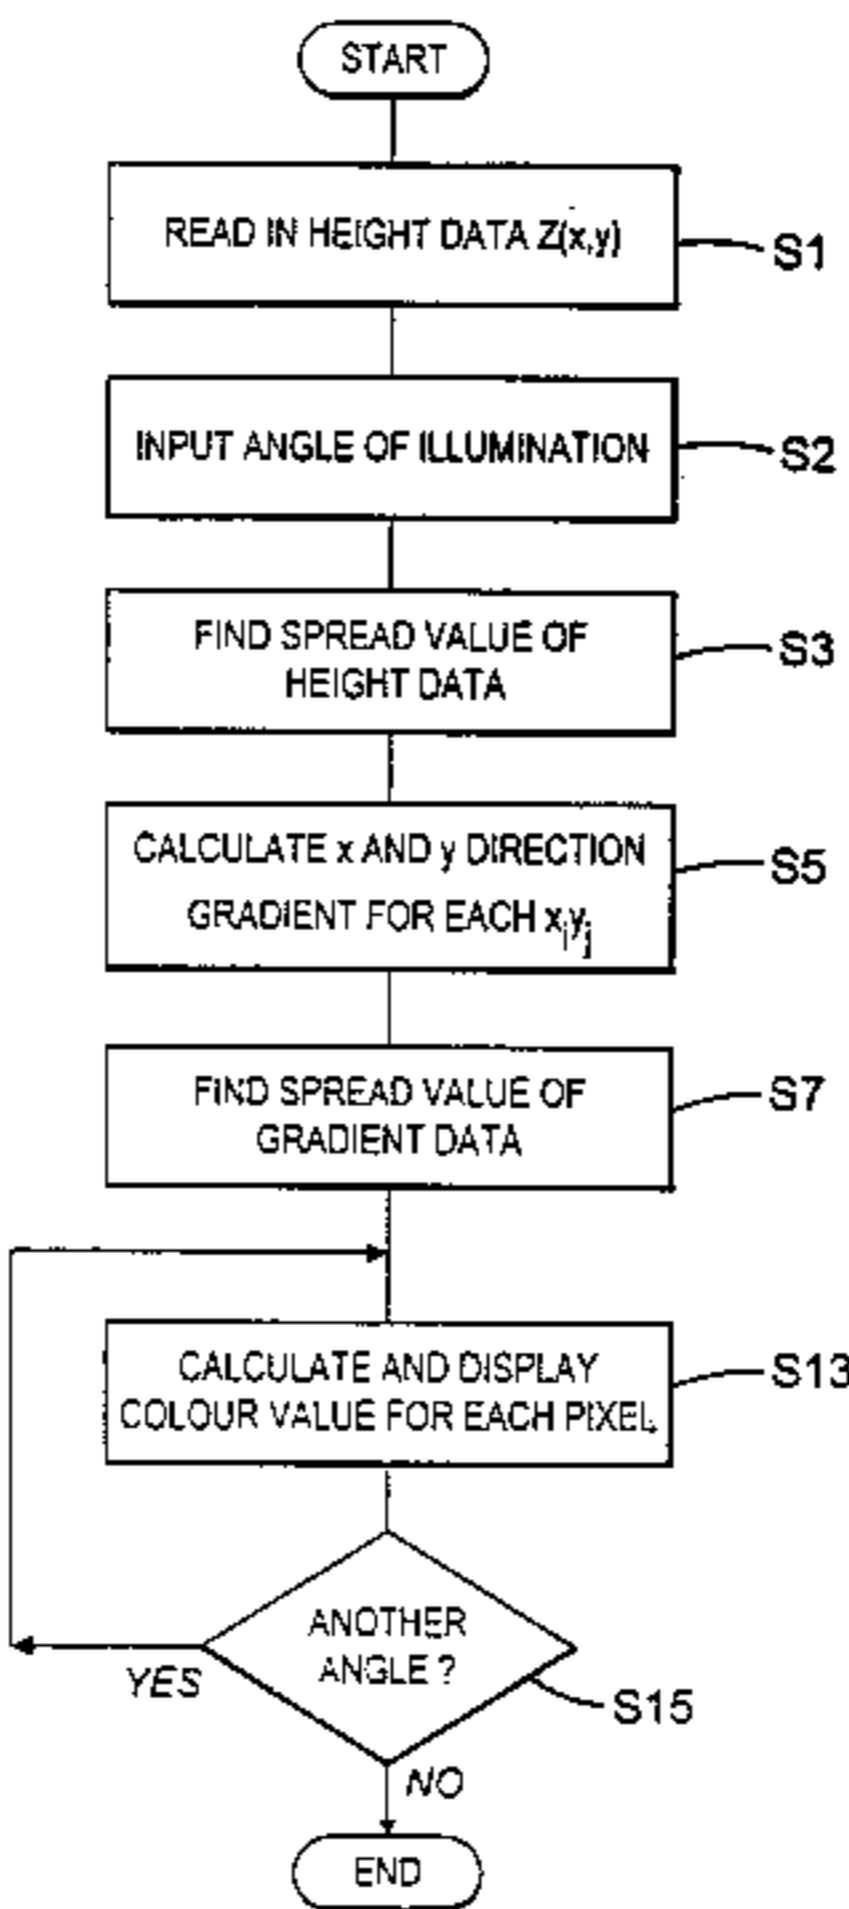 START
READ IN HEIGHT DATA Z(x,y)
S1
INPUT ANGLE OF ILLUMINATION
S2
FIND SPREAD VALUE OF
HEIGHT DATA
S3
CALCULATE x AND y DIRECTION
GRADIENT FOR EACH x_i y_j
S5
FIND SPREAD VALUE OF
GRADIENT DATA
S7
CALCULATE AND DISPLAY
COLOUR VALUE FOR EACH PIXEL
S13
ANOTHER
ANGLE ?
S15
YES
NO
END